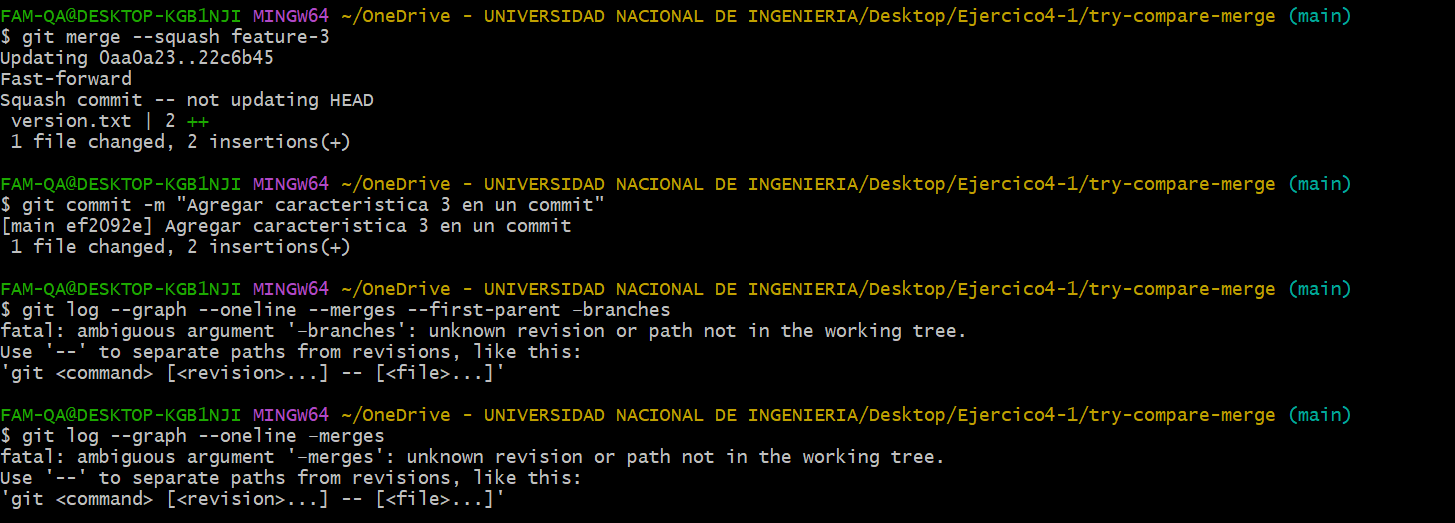 FAM-QA@DESKTOP-KGB1NJI MINGW64 ~/OneDrive - UNIVERSIDAD NACIONAL DE INGENIERIA/Desktop/Ejercico4-1/try-compare-merge (main)
$ git merge --squash feature-3
Updating 0aa0a23..22c6b45
Fast-forward
Squash commit -- not updating HEAD
 version.txt | 2 ++
 1 file changed, 2 insertions(+)

FAM-QA@DESKTOP-KGB1NJI MINGW64 ~/OneDrive - UNIVERSIDAD NACIONAL DE INGENIERIA/Desktop/Ejercico4-1/try-compare-merge (main)
$ git commit -m "Agregar caracteristica 3 en un commit"
[main ef2092e] Agregar caracteristica 3 en un commit
 1 file changed, 2 insertions(+)

FAM-QA@DESKTOP-KGB1NJI MINGW64 ~/OneDrive - UNIVERSIDAD NACIONAL DE INGENIERIA/Desktop/Ejercico4-1/try-compare-merge (main)
$ git log --graph --oneline --merges --first-parent –branches
fatal: ambiguous argument '–branches': unknown revision or path not in the working tree.
Use '--' to separate paths from revisions, like this:
'git <command> [<revision>...] -- [<file>...]'

FAM-QA@DESKTOP-KGB1NJI MINGW64 ~/OneDrive - UNIVERSIDAD NACIONAL DE INGENIERIA/Desktop/Ejercico4-1/try-compare-merge (main)
$ git log --graph --oneline –merges
fatal: ambiguous argument '–merges': unknown revision or path not in the working tree.
Use '--' to separate paths from revisions, like this:
'git <command> [<revision>...] -- [<file>...]'